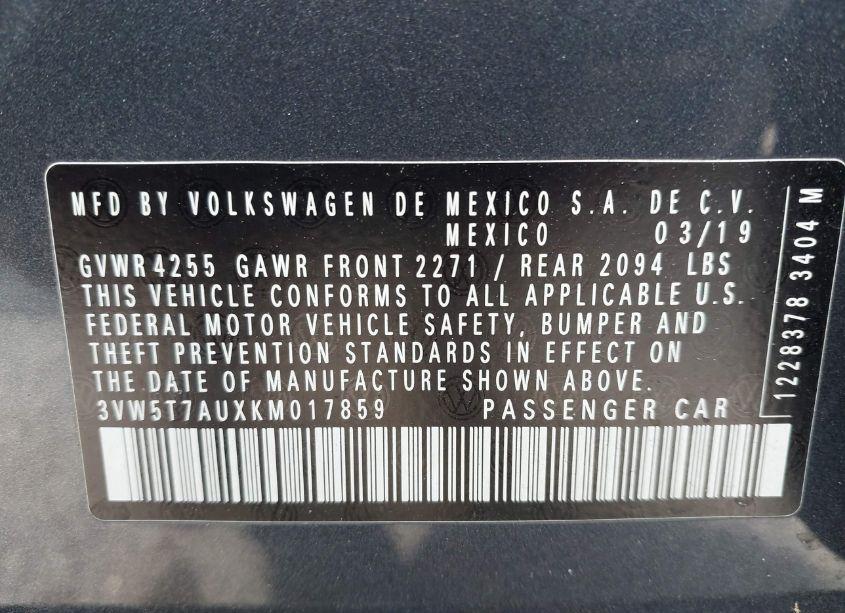 MFD BY VOLKSWAGEN DE MEXICO S.A. DE C.V.
MEXICO 03/19
GVWR 4255 GAWR FRONT 2271 / REAR 2094 LBS
THIS VEHICLE CONFORMS TO ALL APPLICABLE U.S.
FEDERAL MOTOR VEHICLE SAFETY, BUMPER AND
THEFT PREVENTION STANDARDS IN EFFECT ON
THE DATE OF MANUFACTURE SHOWN ABOVE.
3VW5T7AUXKM017859 PASSENGER CAR
1228378 3404 M